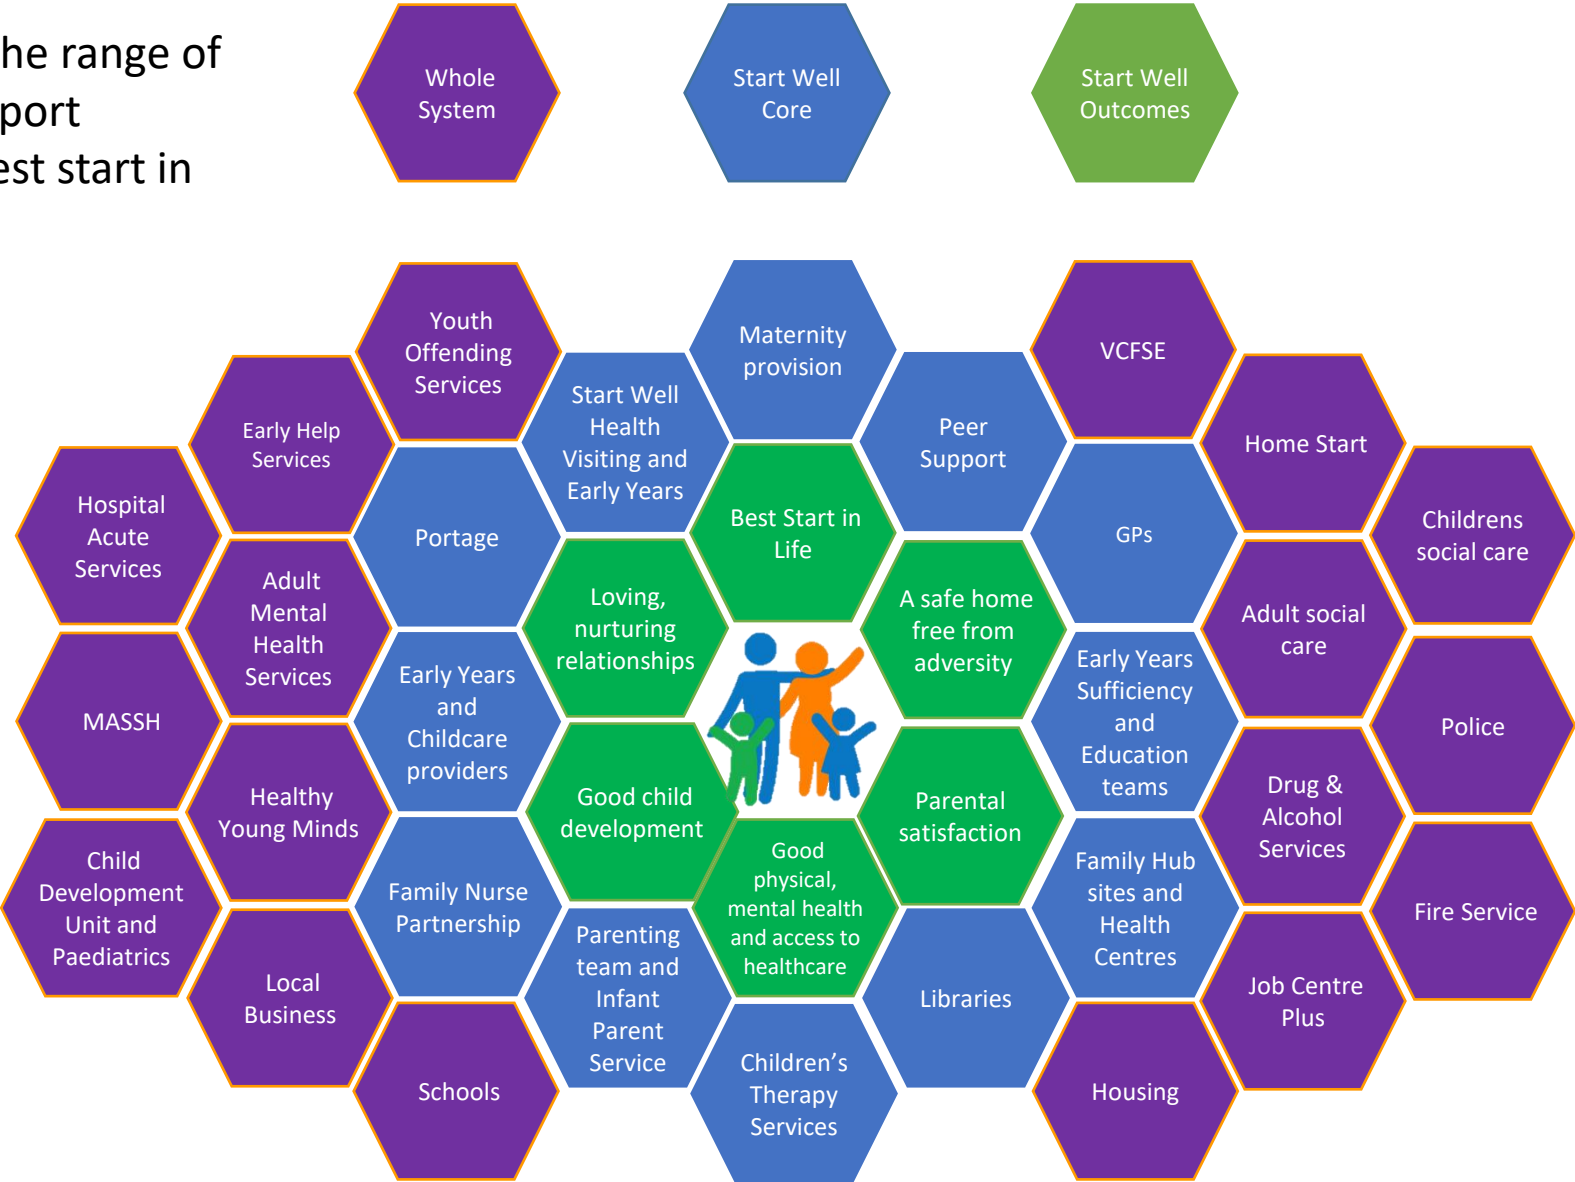 he range of
port
est start in
Whole
System
Start Well
Core
Start Well
Outcomes
Youth
Offending
Services
Maternity
provision
VCFSE
Early Help
Services
Start Well
Health
Visiting and
Early Years
Peer
Support
Home Start
Hospital
Acute
Services
Portage
Best Start in
Life
GPs
Childrens
social care
Adult
Mental
Health
Services
Loving,
nurturing
relationships
A safe home
free from
adversity
Adult social
care
MASSH
Early Years
and
Childcare
providers
Early Years
Sufficiency
and
Education
teams
Police
Healthy
Young Minds
Good child
development
Parental
satisfaction
Drug &
Alcohol
Services
Child
Development
Unit and
Paediatrics
Family Nurse
Partnership
Good
physical,
mental health
and access to
healthcare
Family Hub
sites and
Health
Centres
Fire Service
Local
Business
Parenting
team and
Infant
Parent
Service
Libraries
Job Centre
Plus
Schools
Children's
Therapy
Services
Housing